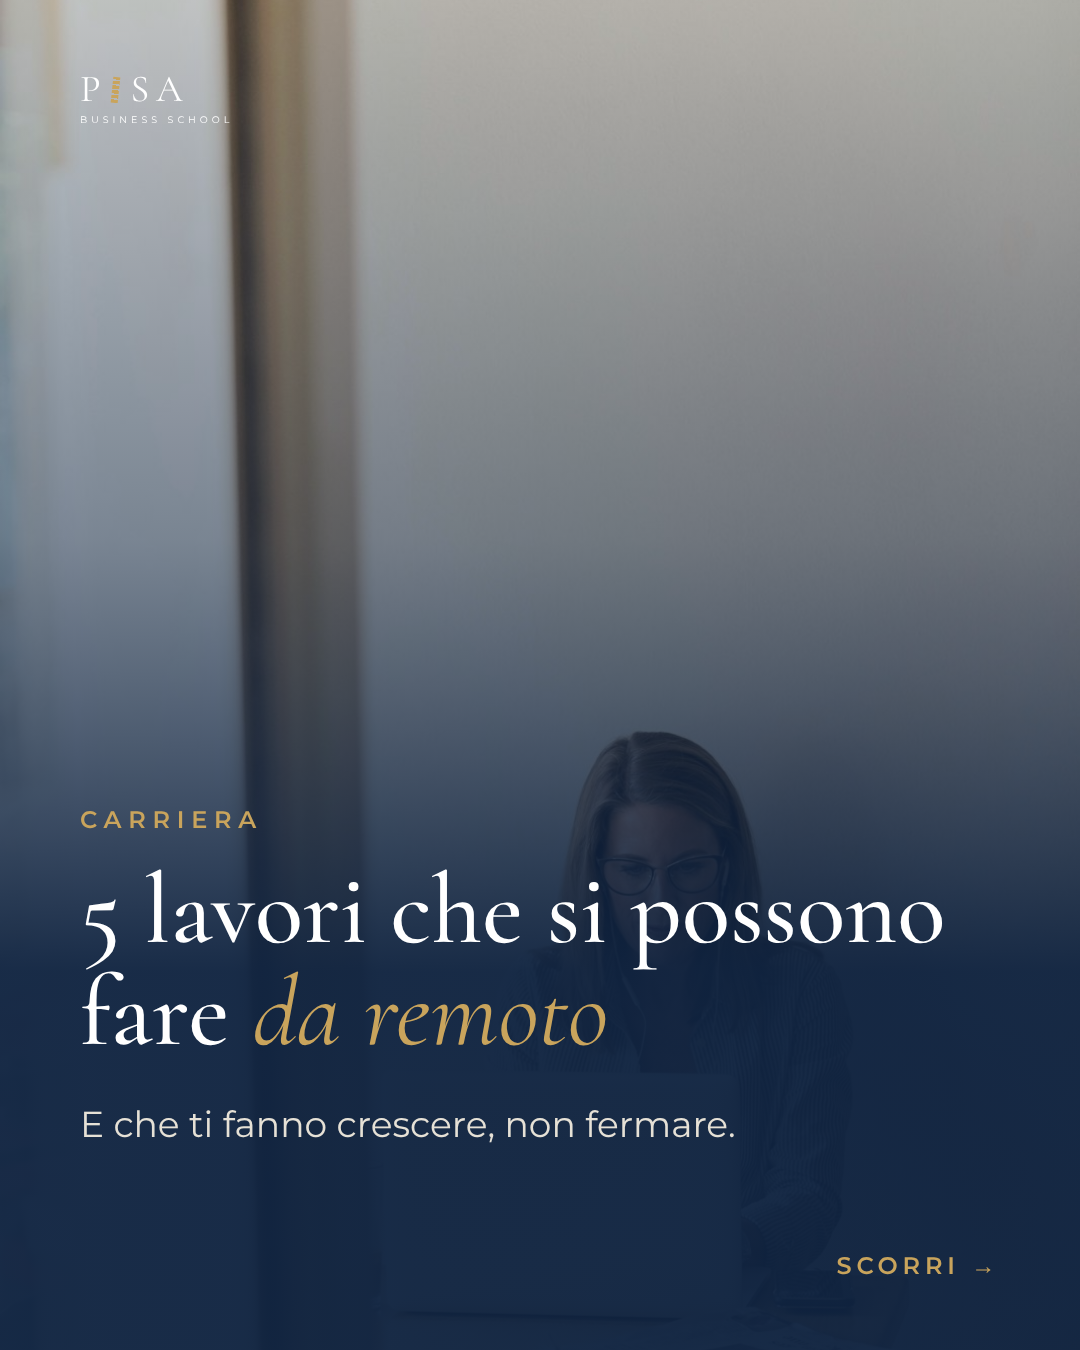 PISA
BUSINESS SCHOOL
CARRIERA
5 lavori che si possono
fare da remoto
E che ti fanno crescere, non fermare.
SCORRI →